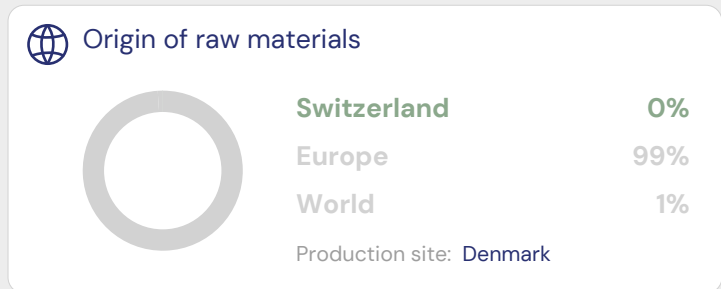 Origin of raw materials
Switzerland 0%
Europe 99%
World 1%
Production site: Denmark